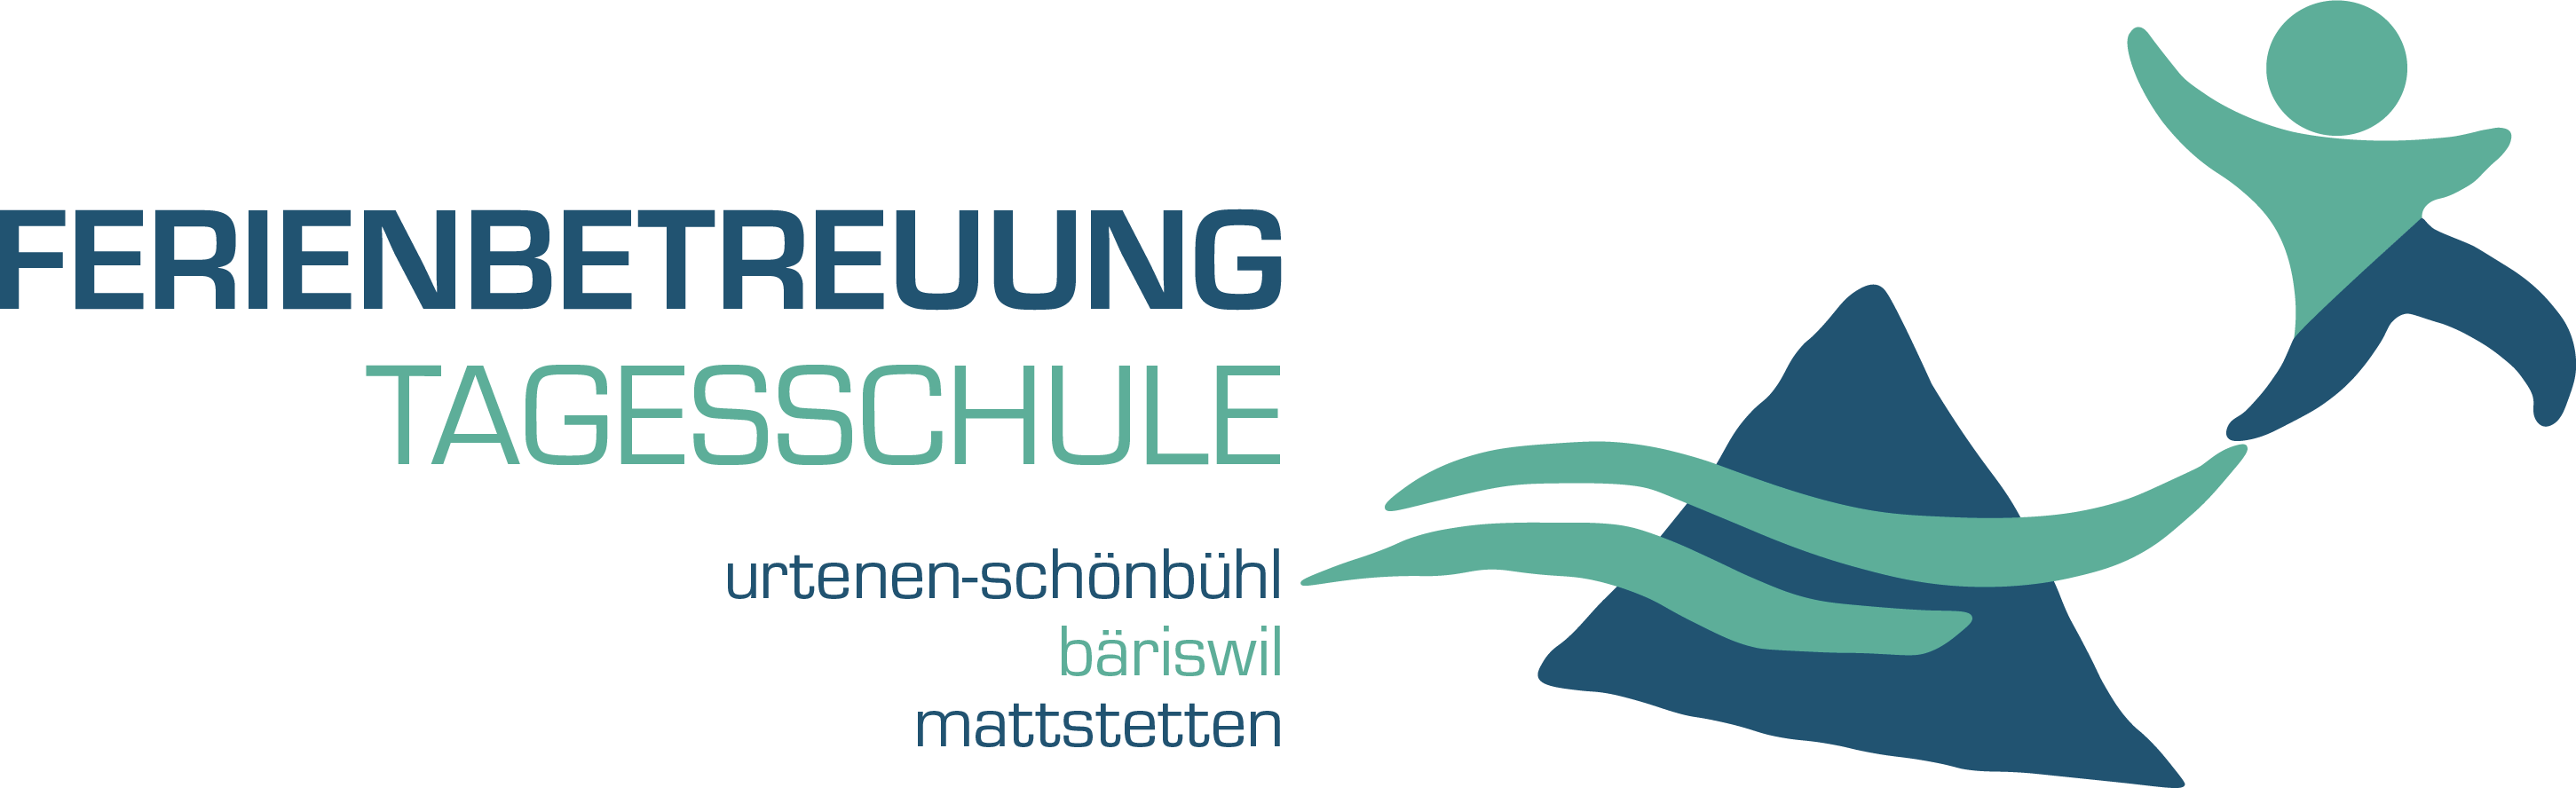 FERIENBETREUUNG
TAGESSCHULE
urtenen-schönbühl
bäriswil
mattstetten